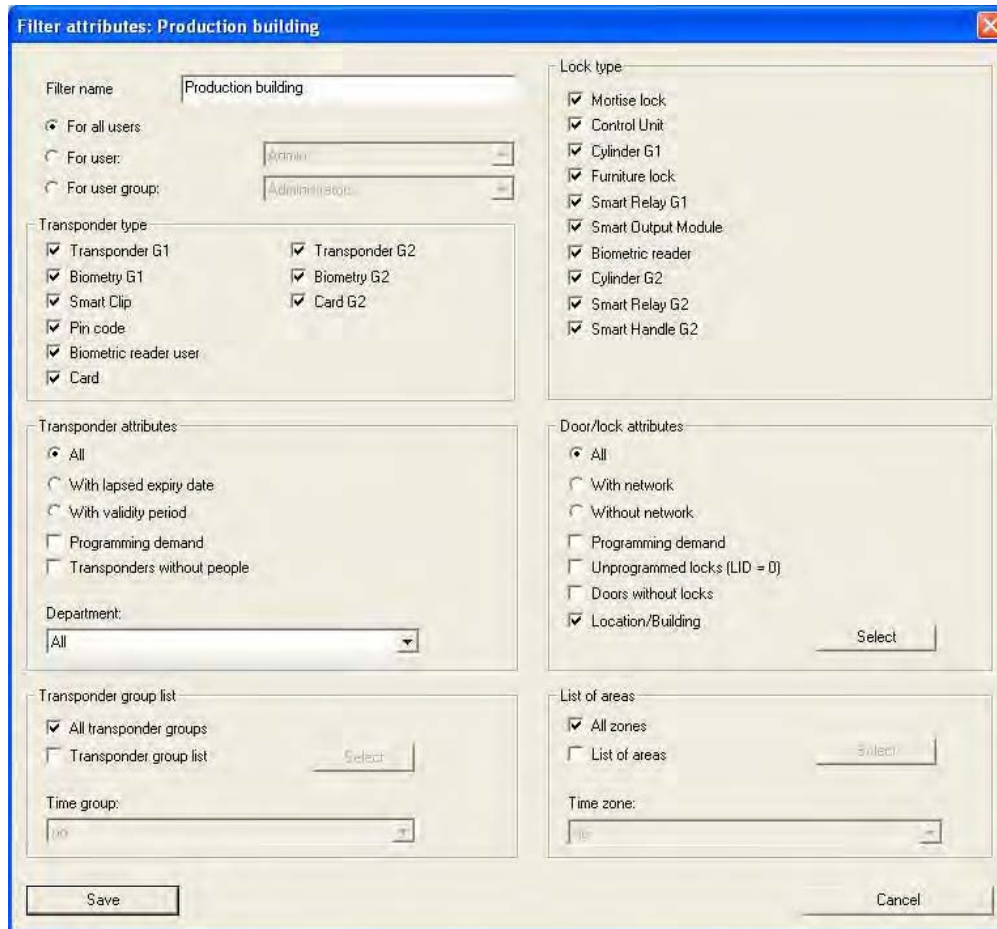 Filter attributes: Production building
Filter name Production building
For all users
For user: Admin
For user group: Administrators
Transponder type
Transponder G1 Transponder G2
Biometry G1 Biometry G2
Smart Clip Card G2
Pin code
Biometric reader user
Card
Lock type
Mortise lock
Control Unit
Cylinder G1
Furniture lock
Smart Relay G1
Smart Output Module
Biometric reader
Cylinder G2
Smart Relay G2
Smart Handle G2
Transponder attributes
All
With lapsed expiry date
With validity period
Programming demand
Transponders without people
Department:
All
Door/lock attributes
All
With network
Without network
Programming demand
Unprogrammed locks (LID = 0)
Doors without locks
Location/Building
Select
Transponder group list
All transponder groups
Transponder group list Select
Time group:
no
List of areas
All zones
List of areas Select
Time zone:
no
Save Cancel